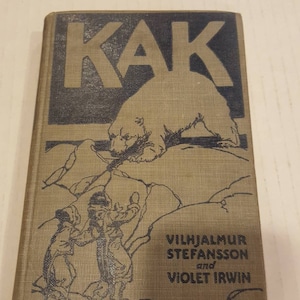 KAK
VILHJALMUR
STEFANSSON
and
VIOLET IRWIN